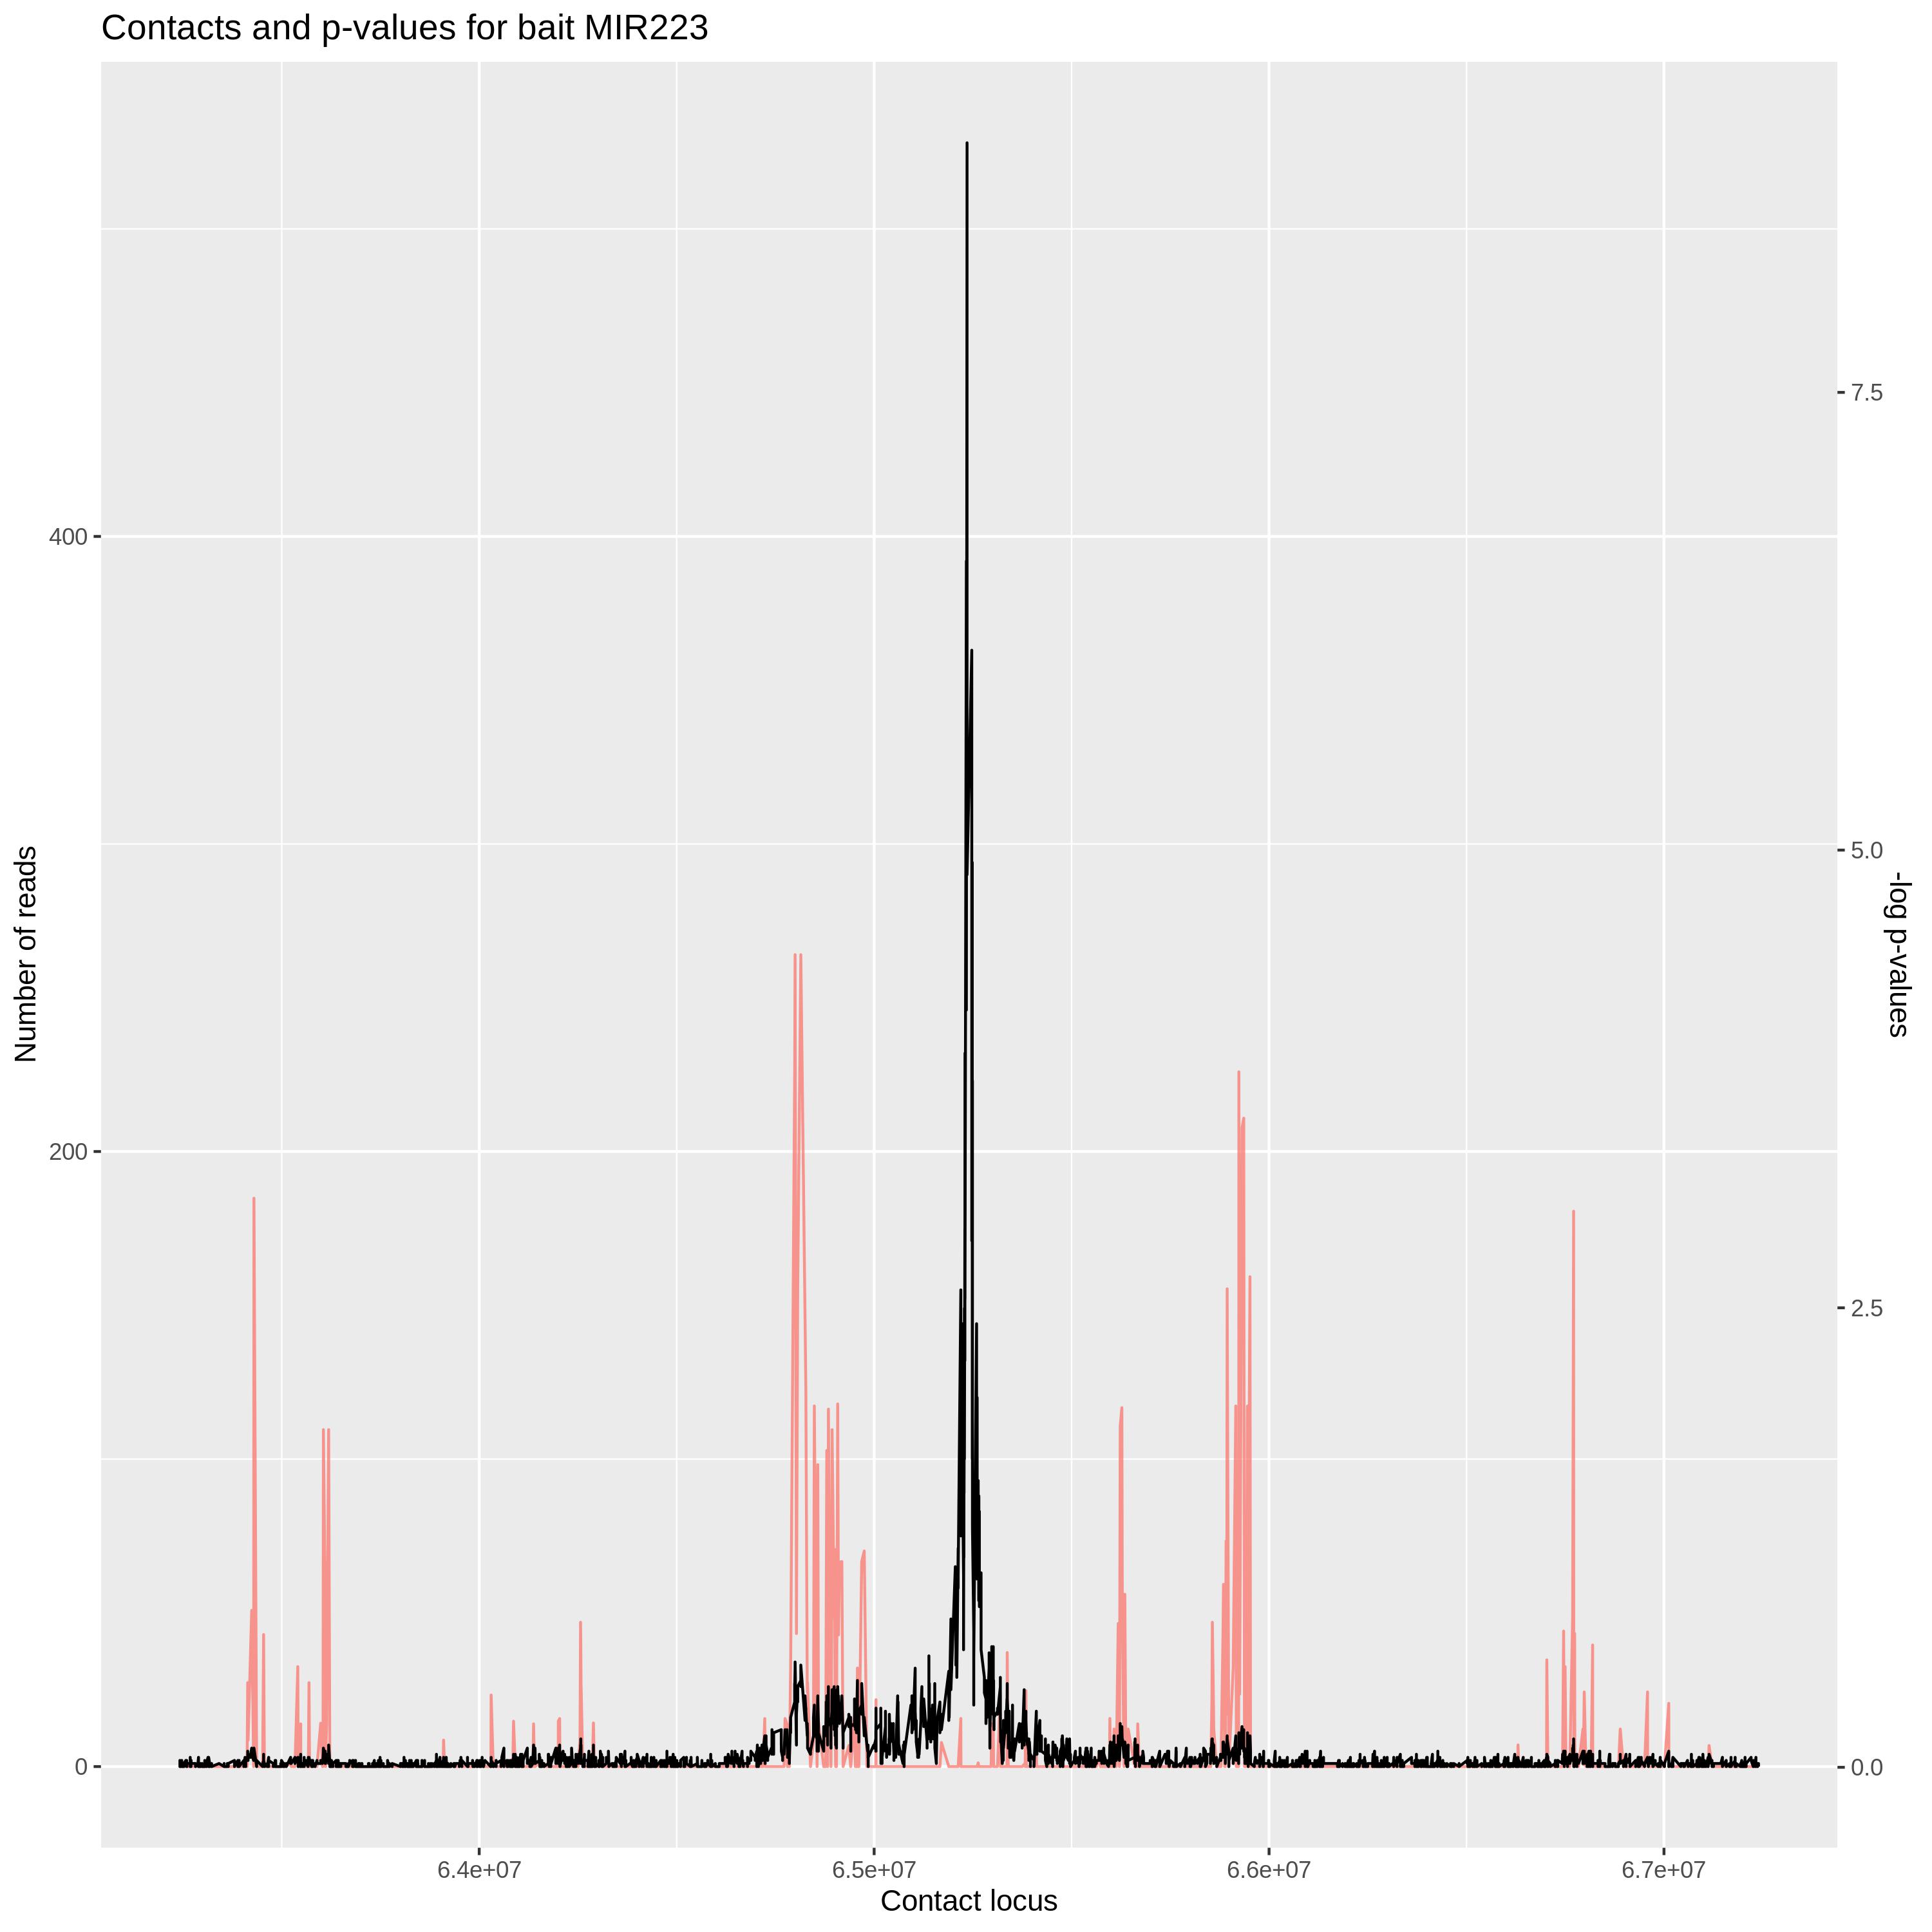 Contacts and p-values for bait MIR223
Number of reads
400
200
0
7.5
5.0
2.5
0.0
-log p-values
6.4e+07
6.5e+07
6.6e+07
6.7e+07
Contact locus